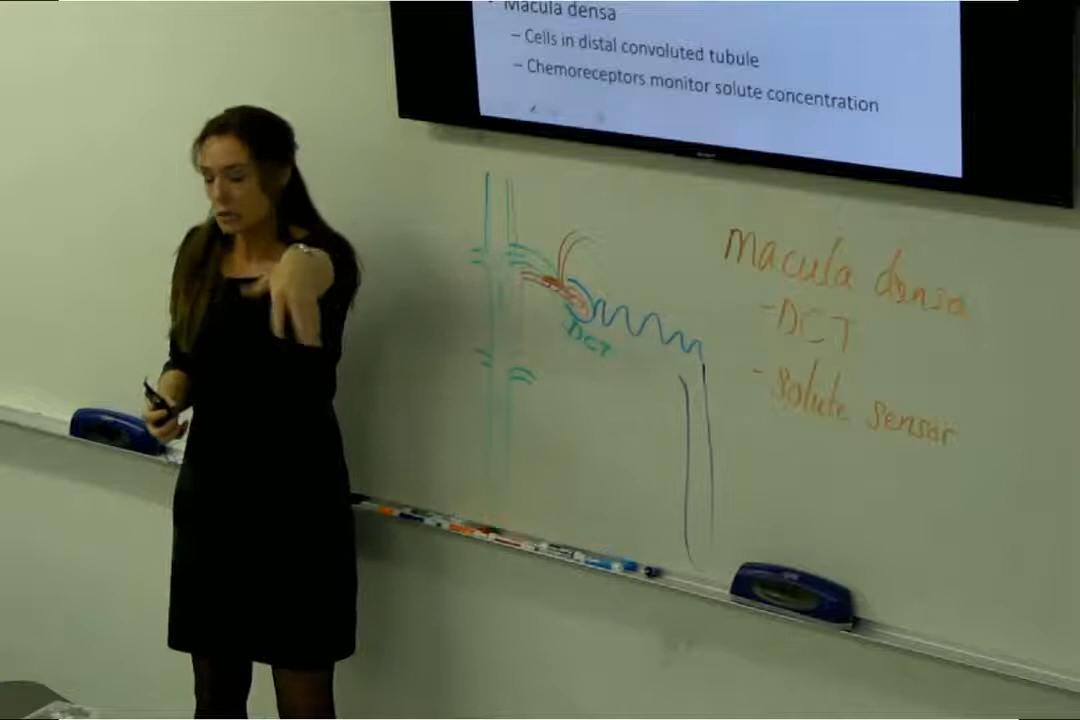 • Macula densa
– Cells in distal convoluted tubule
– Chemoreceptors monitor solute concentration
macula densa
- DCT
- solute sensor
DCT